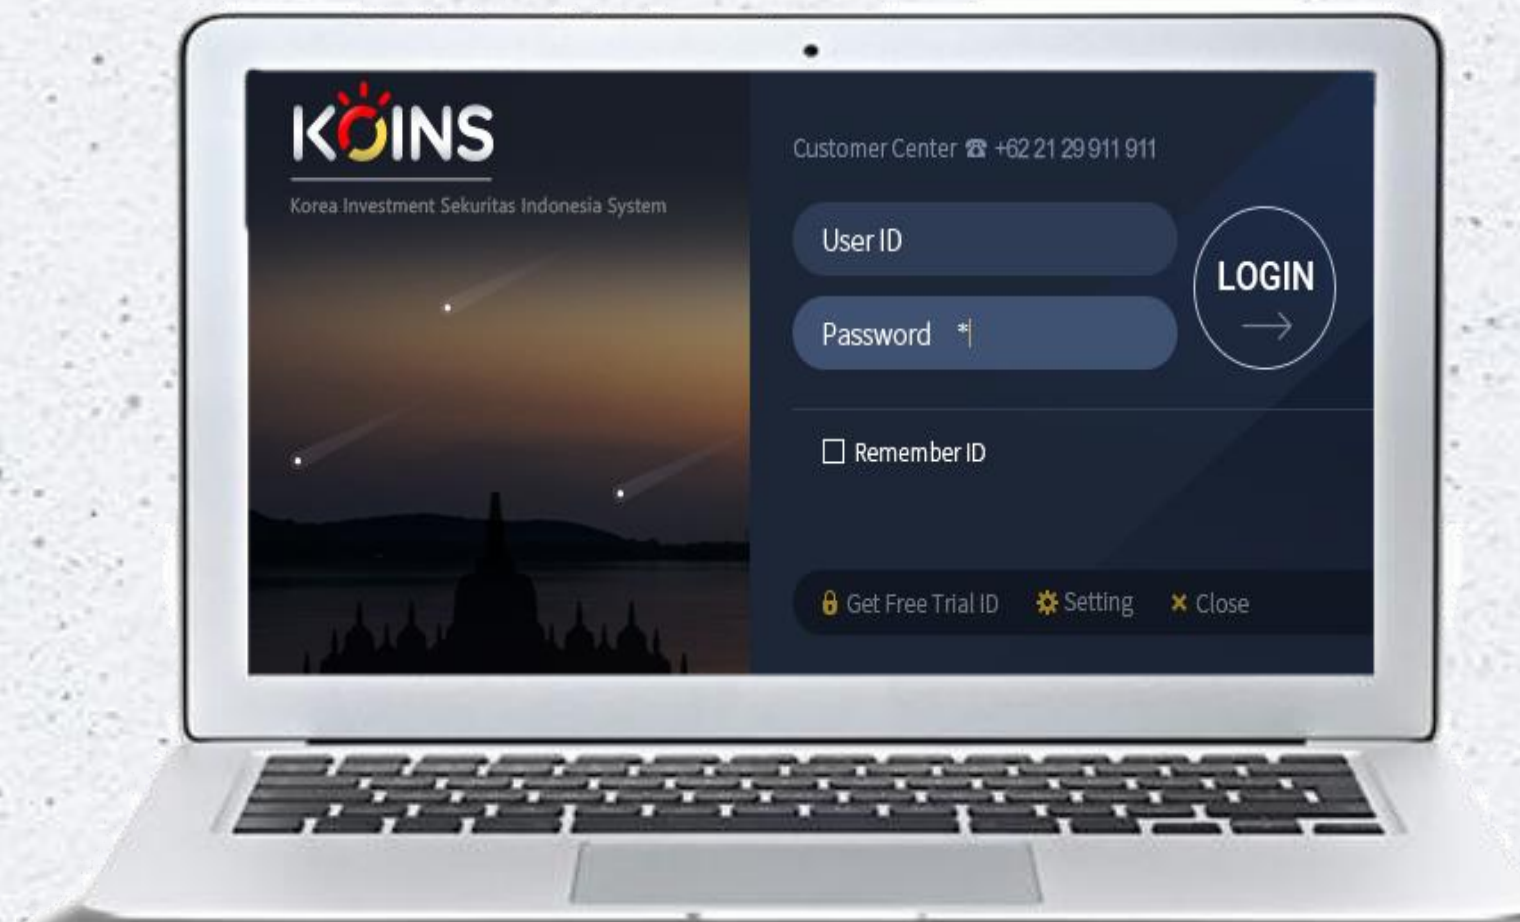 KOINS
Korea Investment Sekuritas Indonesia System
Customer Center ☎ +62 21 29 911 911
User ID
Password *
LOGIN
Remember ID
Get Free Trial ID
Setting
Close